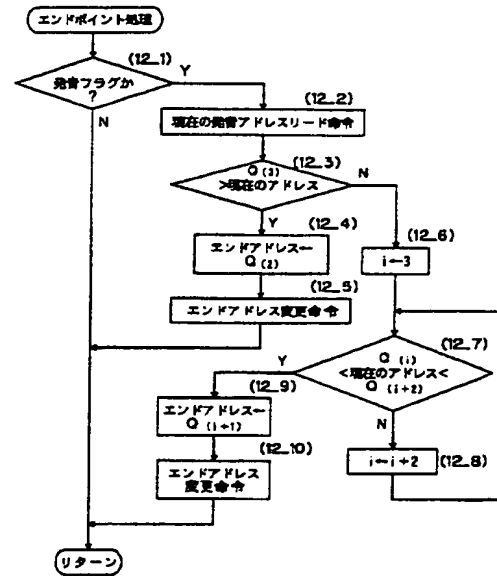 エンドポイント処理
(12_1)
発音フラグか
?
Y
N
(12_2)
現在の発音アドレスリード命令
(12_3)
Q(3)
>現在のアドレス
N
Y
(12_4)
エンドアドレス←
Q(2)
(12_5)
エンドアドレス変更命令
(12_6)
i←3
(12_7)
Q(i)
<現在のアドレス<
Q(i+2)
Y
N
(12_9)
エンドアドレス←
Q(i+1)
(12_10)
エンドアドレス
変更命令
(12_8)
i←i+2
リターン